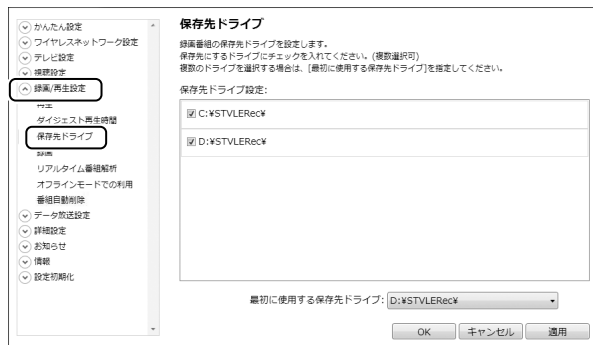 かんたん設定
ワイヤレスネットワーク設定
テレビ設定
視聴設定
録画/再生設定
再生
ダイジェスト再生時間
保存先ドライブ
録画
リアルタイム番組解析
オフラインモードでの利用
番組自動削除
データ放送設定
詳細設定
お知らせ
情報
設定初期化
保存先ドライブ
録画番組の保存先ドライブを設定します。
保存先にするドライブにチェックを入れてください。(複数選択可)
複数のドライブを選択する場合は、[最初に使用する保存先ドライブ]を指定してください。
保存先ドライブ設定:
C:¥STVLERec¥
D:¥STVLERec¥
最初に使用する保存先ドライブ: D:¥STVLERec¥
OK キャンセル 適用